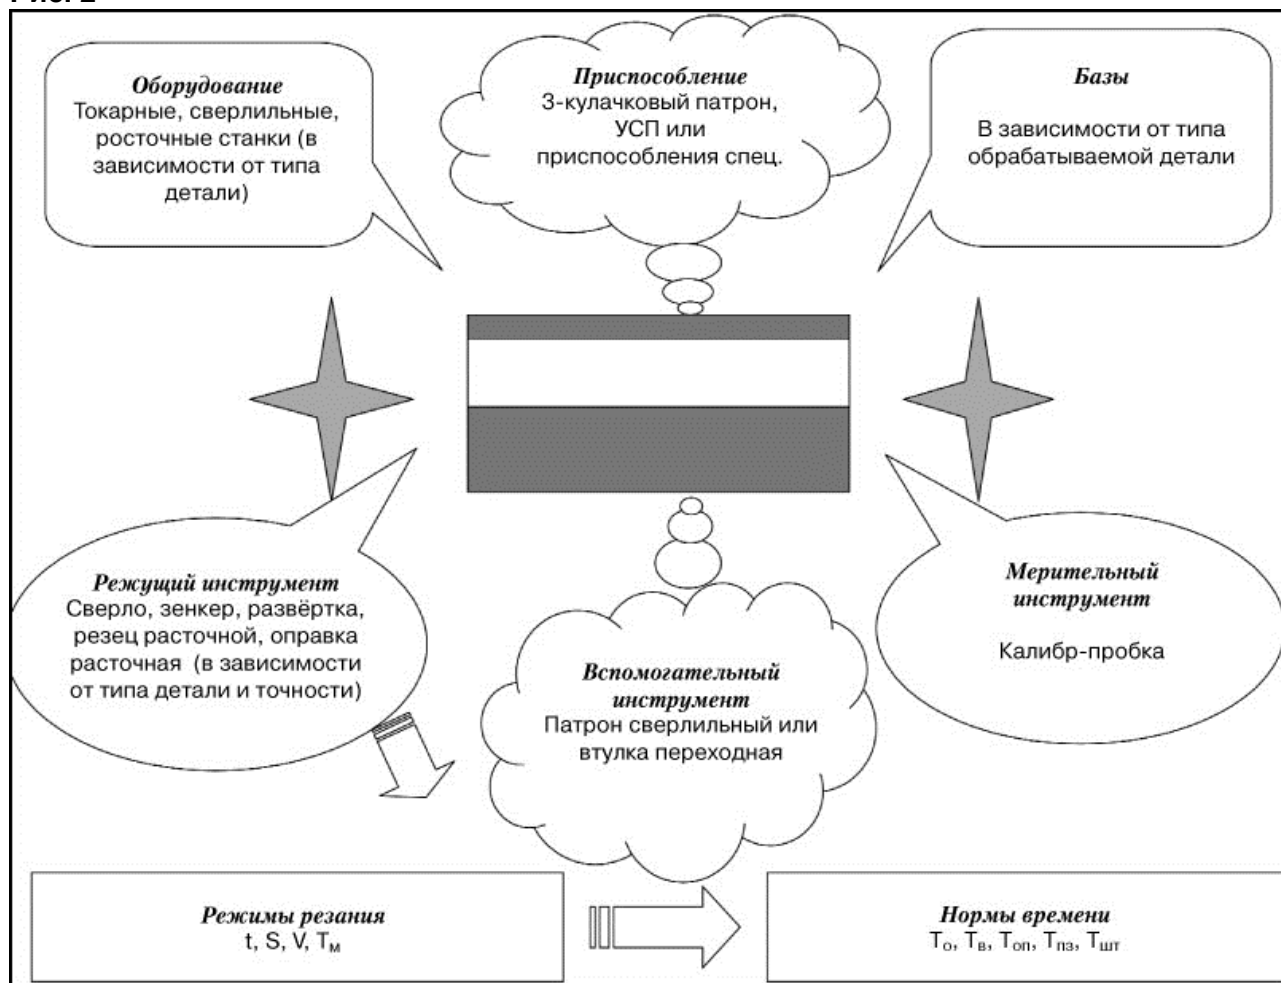 Оборудование
Токарные, сверлильные,
росточные станки (в
зависимости от типа
детали)
Приспособление
3-кулачковый патрон,
УСП или
приспособления спец.
Базы
В зависимости от типа
обрабатываемой детали
Режущий инструмент
Сверло, зенкер, развёртка,
резец расточной, оправка
расточная (в зависимости
от типа детали и точности)
Вспомогательный
инструмент
Патрон сверлильный или
втулка переходная
Мерительный
инструмент
Калибр-пробка
Режимы резания
t, S, V, Tм
Нормы времени
Tо, Tв, Tоп, Tпз, Tшт